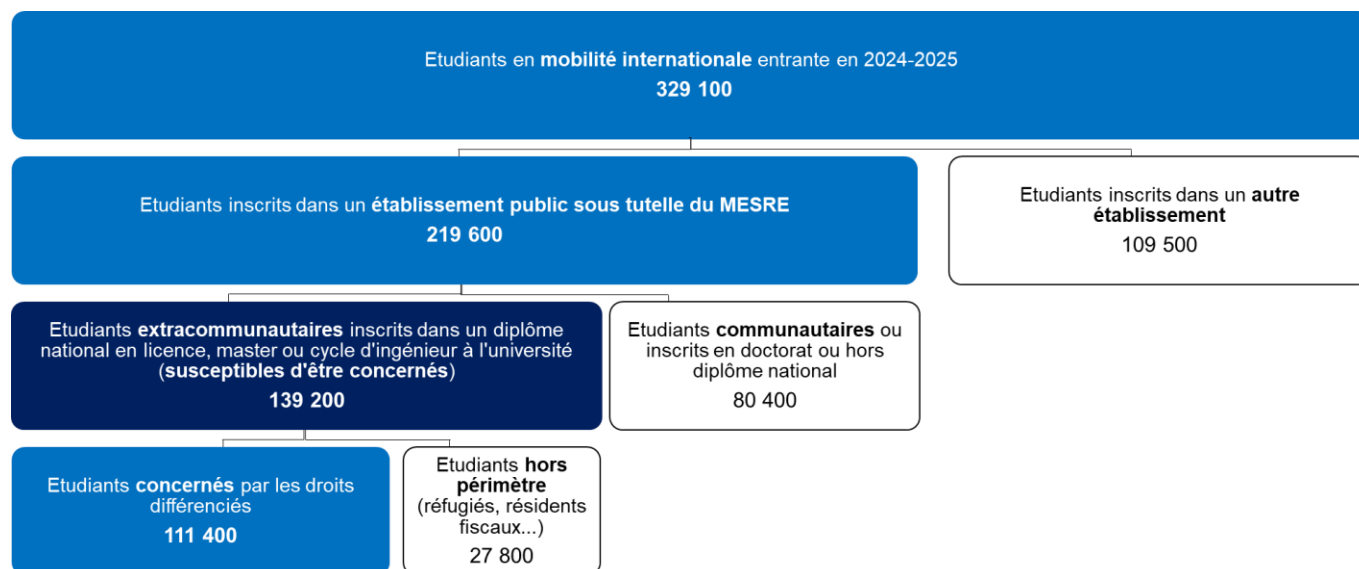 Etudiants en mobilité internationale entrante en 2024-2025
329 100
Etudiants inscrits dans un établissement public sous tutelle du MESRE
219 600
Etudiants inscrits dans un autre
établissement
109 500
Etudiants extracommunautaires inscrits dans un diplôme
national en licence, master ou cycle d'ingénieur à l'université
(susceptibles d'être concernés)
139 200
Etudiants communautaires ou
inscrits en doctorat ou hors
diplôme national
80 400
Etudiants concernés par les droits
différenciés
111 400
Etudiants hors
périmètre
(réfugiés, résidents
fiscaux...)
27 800